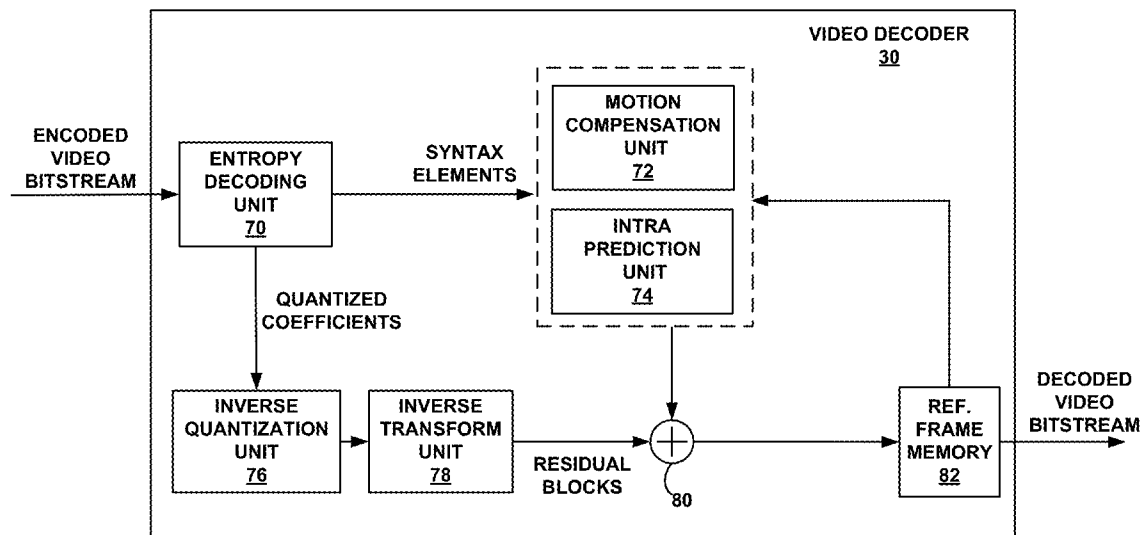 VIDEO DECODER
30
ENCODED
VIDEO
BITSTREAM
ENTROPY
DECODING
UNIT
70
SYNTAX
ELEMENTS
MOTION
COMPENSATION
UNIT
72
INTRA
PREDICTION
UNIT
74
QUANTIZED
COEFFICIENTS
INVERSE
QUANTIZATION
UNIT
76
INVERSE
TRANSFORM
UNIT
78
RESIDUAL
BLOCKS
80
REF.
FRAME
MEMORY
82
DECODED
VIDEO
BITSTREAM